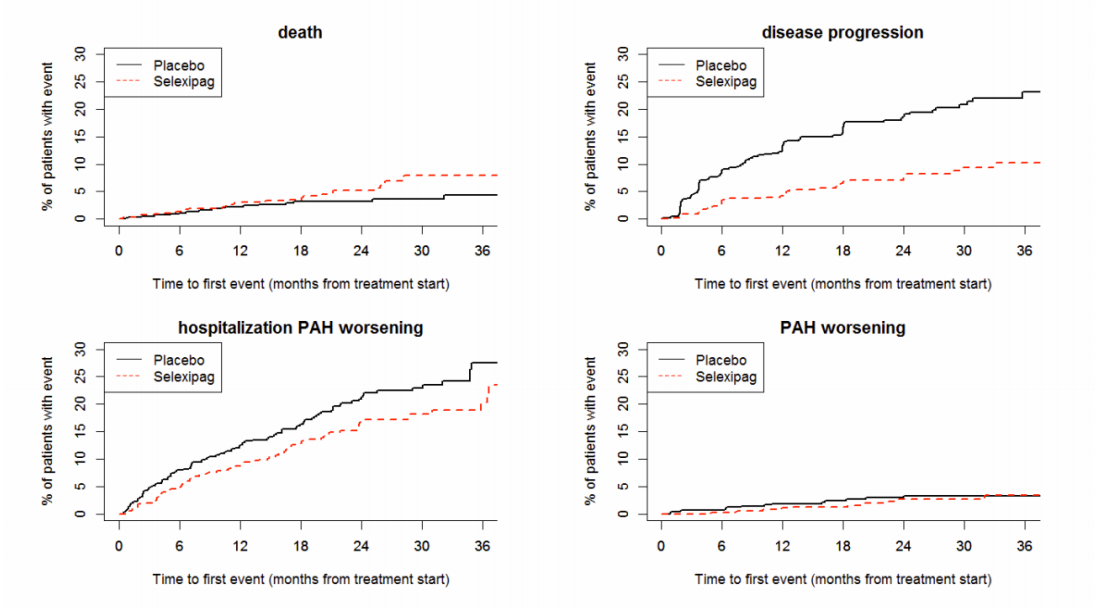 death
30
25
20
15
10
5
0
% of patients with event
Placebo
Selexipag
0 6 12 18 24 30 36
Time to first event (months from treatment start)
disease progression
30
25
20
15
10
5
0
% of patients with event
Placebo
Selexipag
0 6 12 18 24 30 36
Time to first event (months from treatment start)
hospitalization PAH worsening
30
25
20
15
10
5
0
% of patients with event
Placebo
Selexipag
0 6 12 18 24 30 36
Time to first event (months from treatment start)
PAH worsening
30
25
20
15
10
5
0
% of patients with event
Placebo
Selexipag
0 6 12 18 24 30 36
Time to first event (months from treatment start)